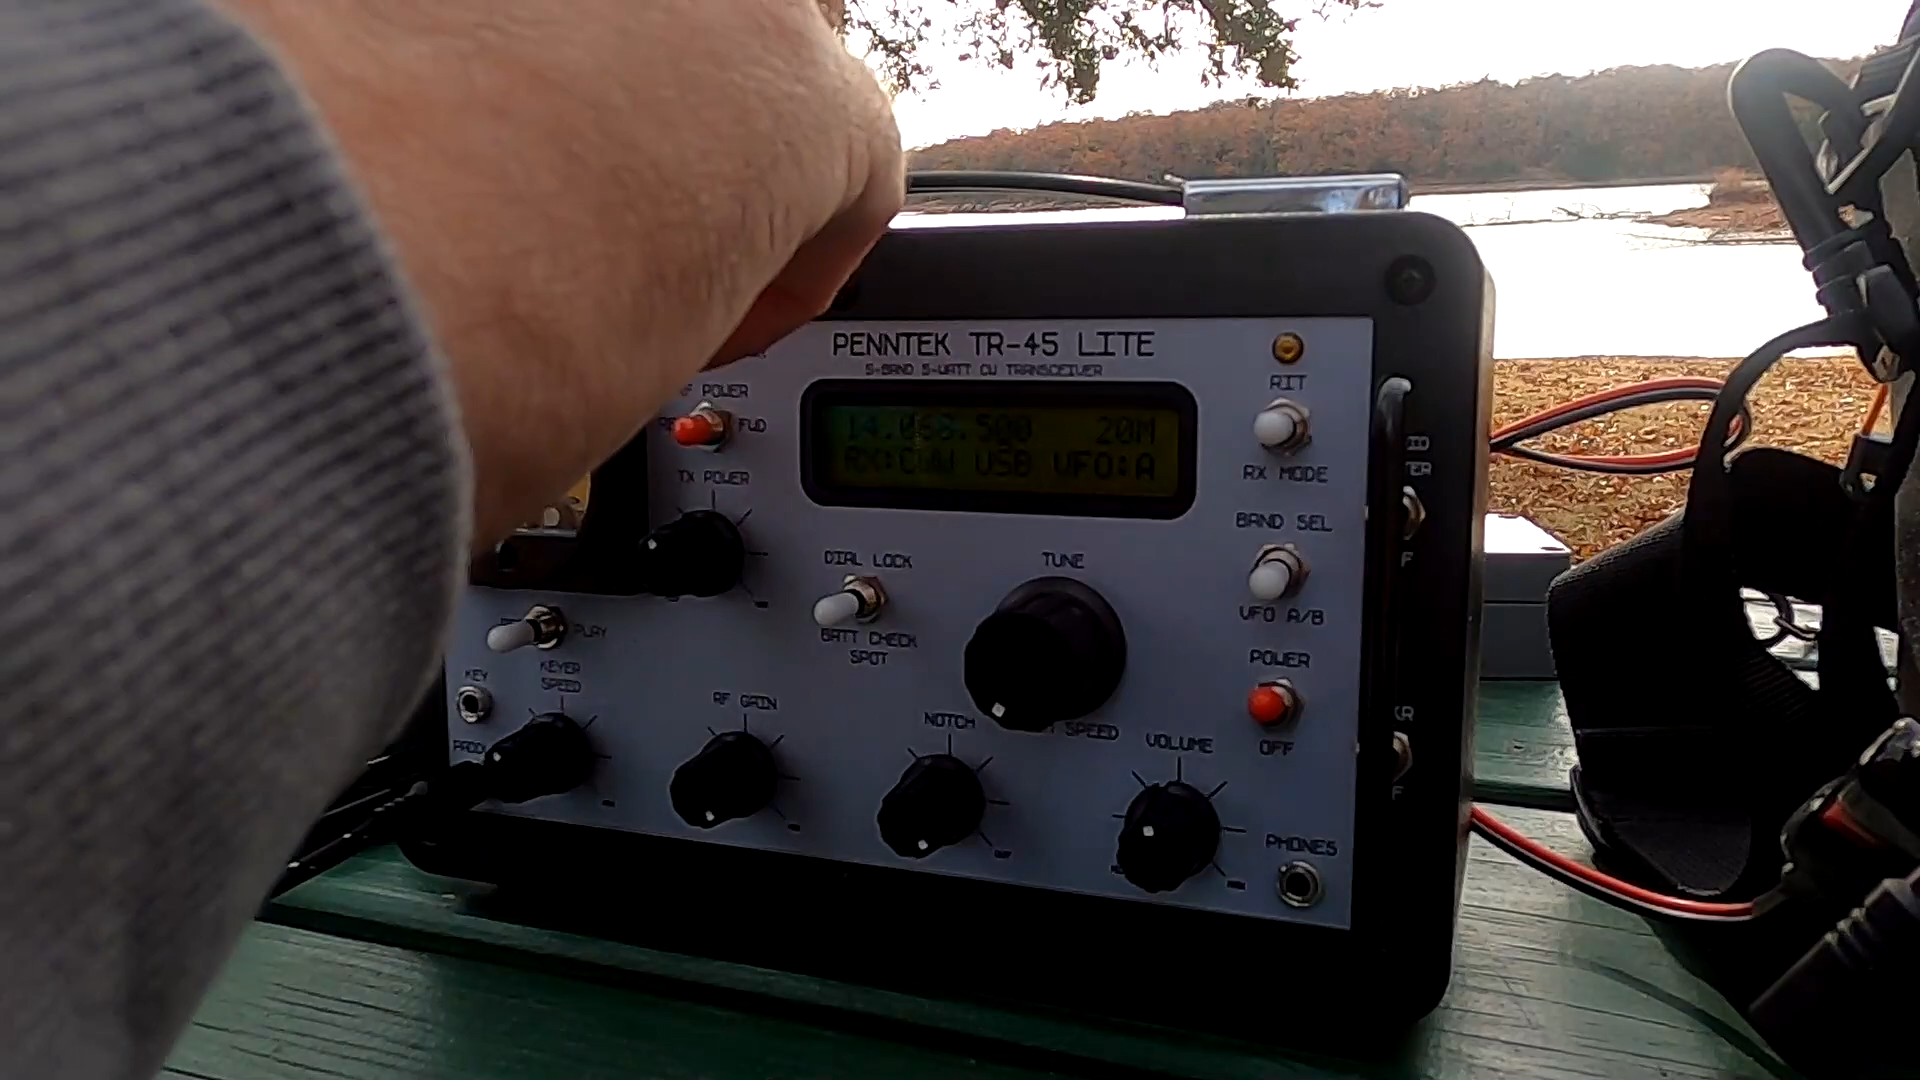 PENNTEK TR-45 LITE
5-BAND 5-WATT CW TRANSCEIVER
RF POWER
FWD
14.058.500 20M
RX:CWW USB VFO:A
TX POWER
RIT
RX MODE
BAND SEL
VFO A/B
POWER
OFF
DIAL LOCK
BATT CHECK
SPOT
TUNE
SPEED
PLAY
KEY
KEYER
SPEED
RF GAIN
NOTCH
VOLUME
PHONES